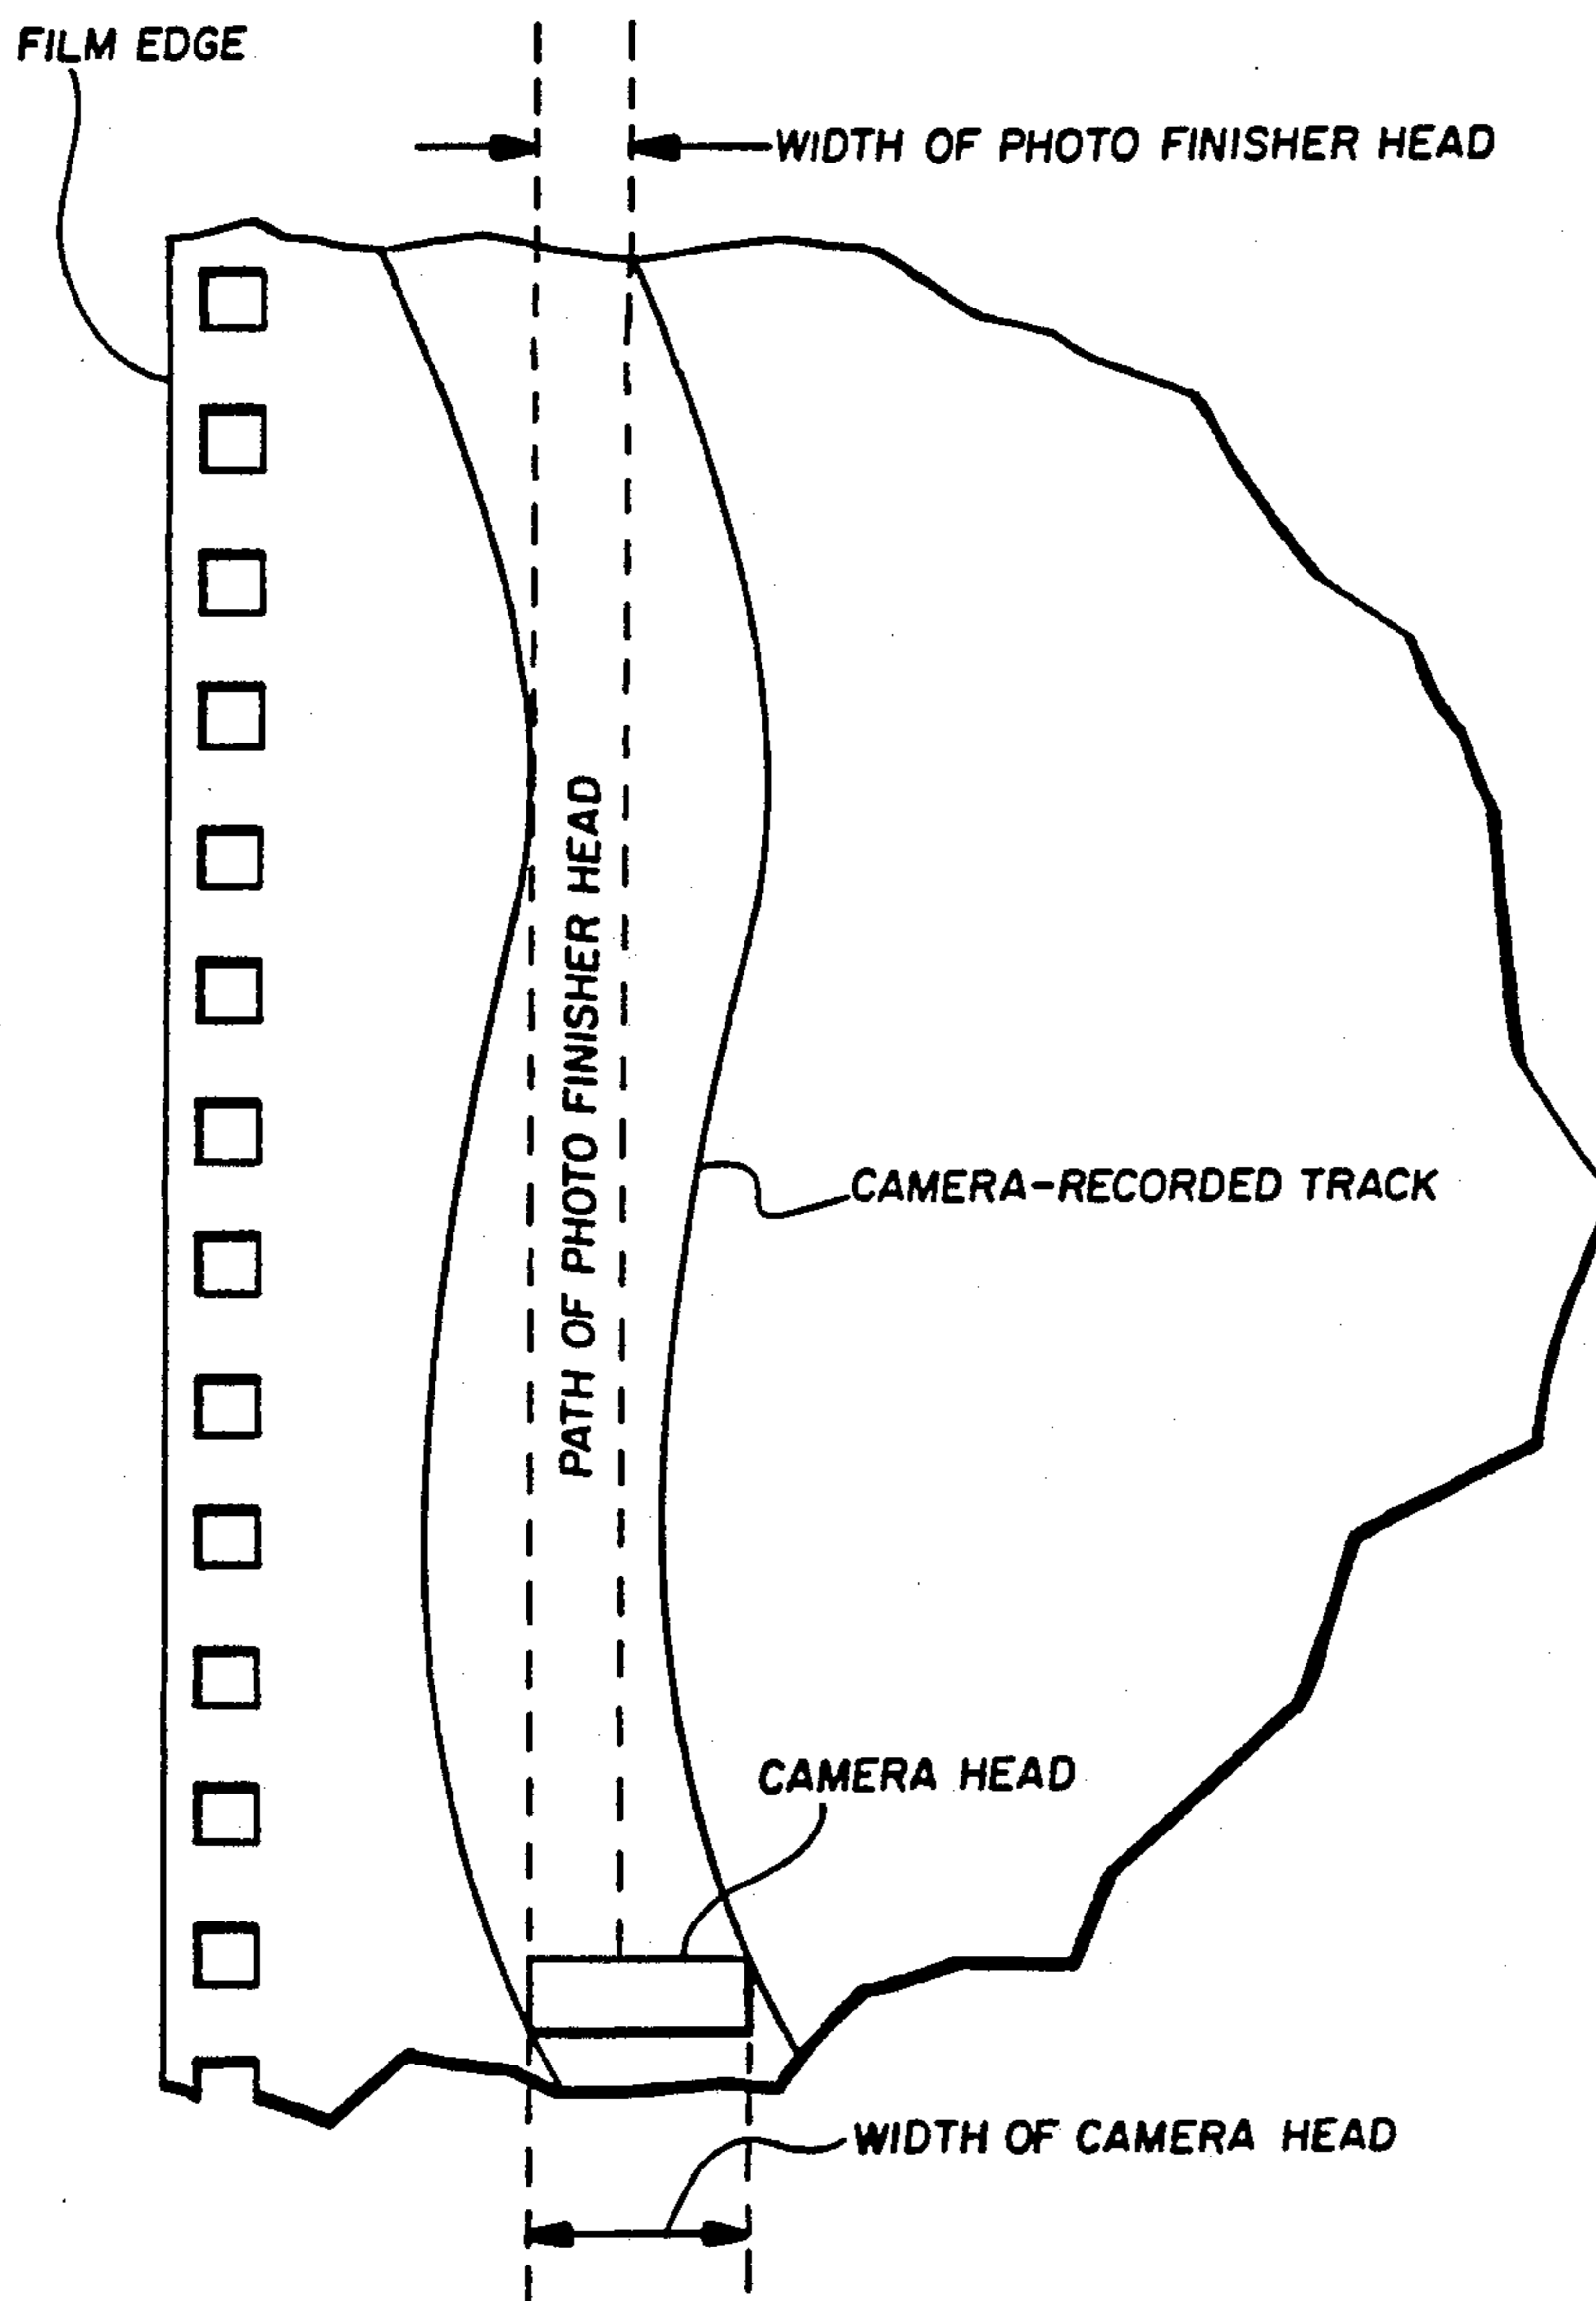 FILM EDGE
WIDTH OF PHOTO FINISHER HEAD
PATH OF PHOTO FINISHER HEAD
CAMERA-RECORDED TRACK
CAMERA HEAD
WIDTH OF CAMERA HEAD